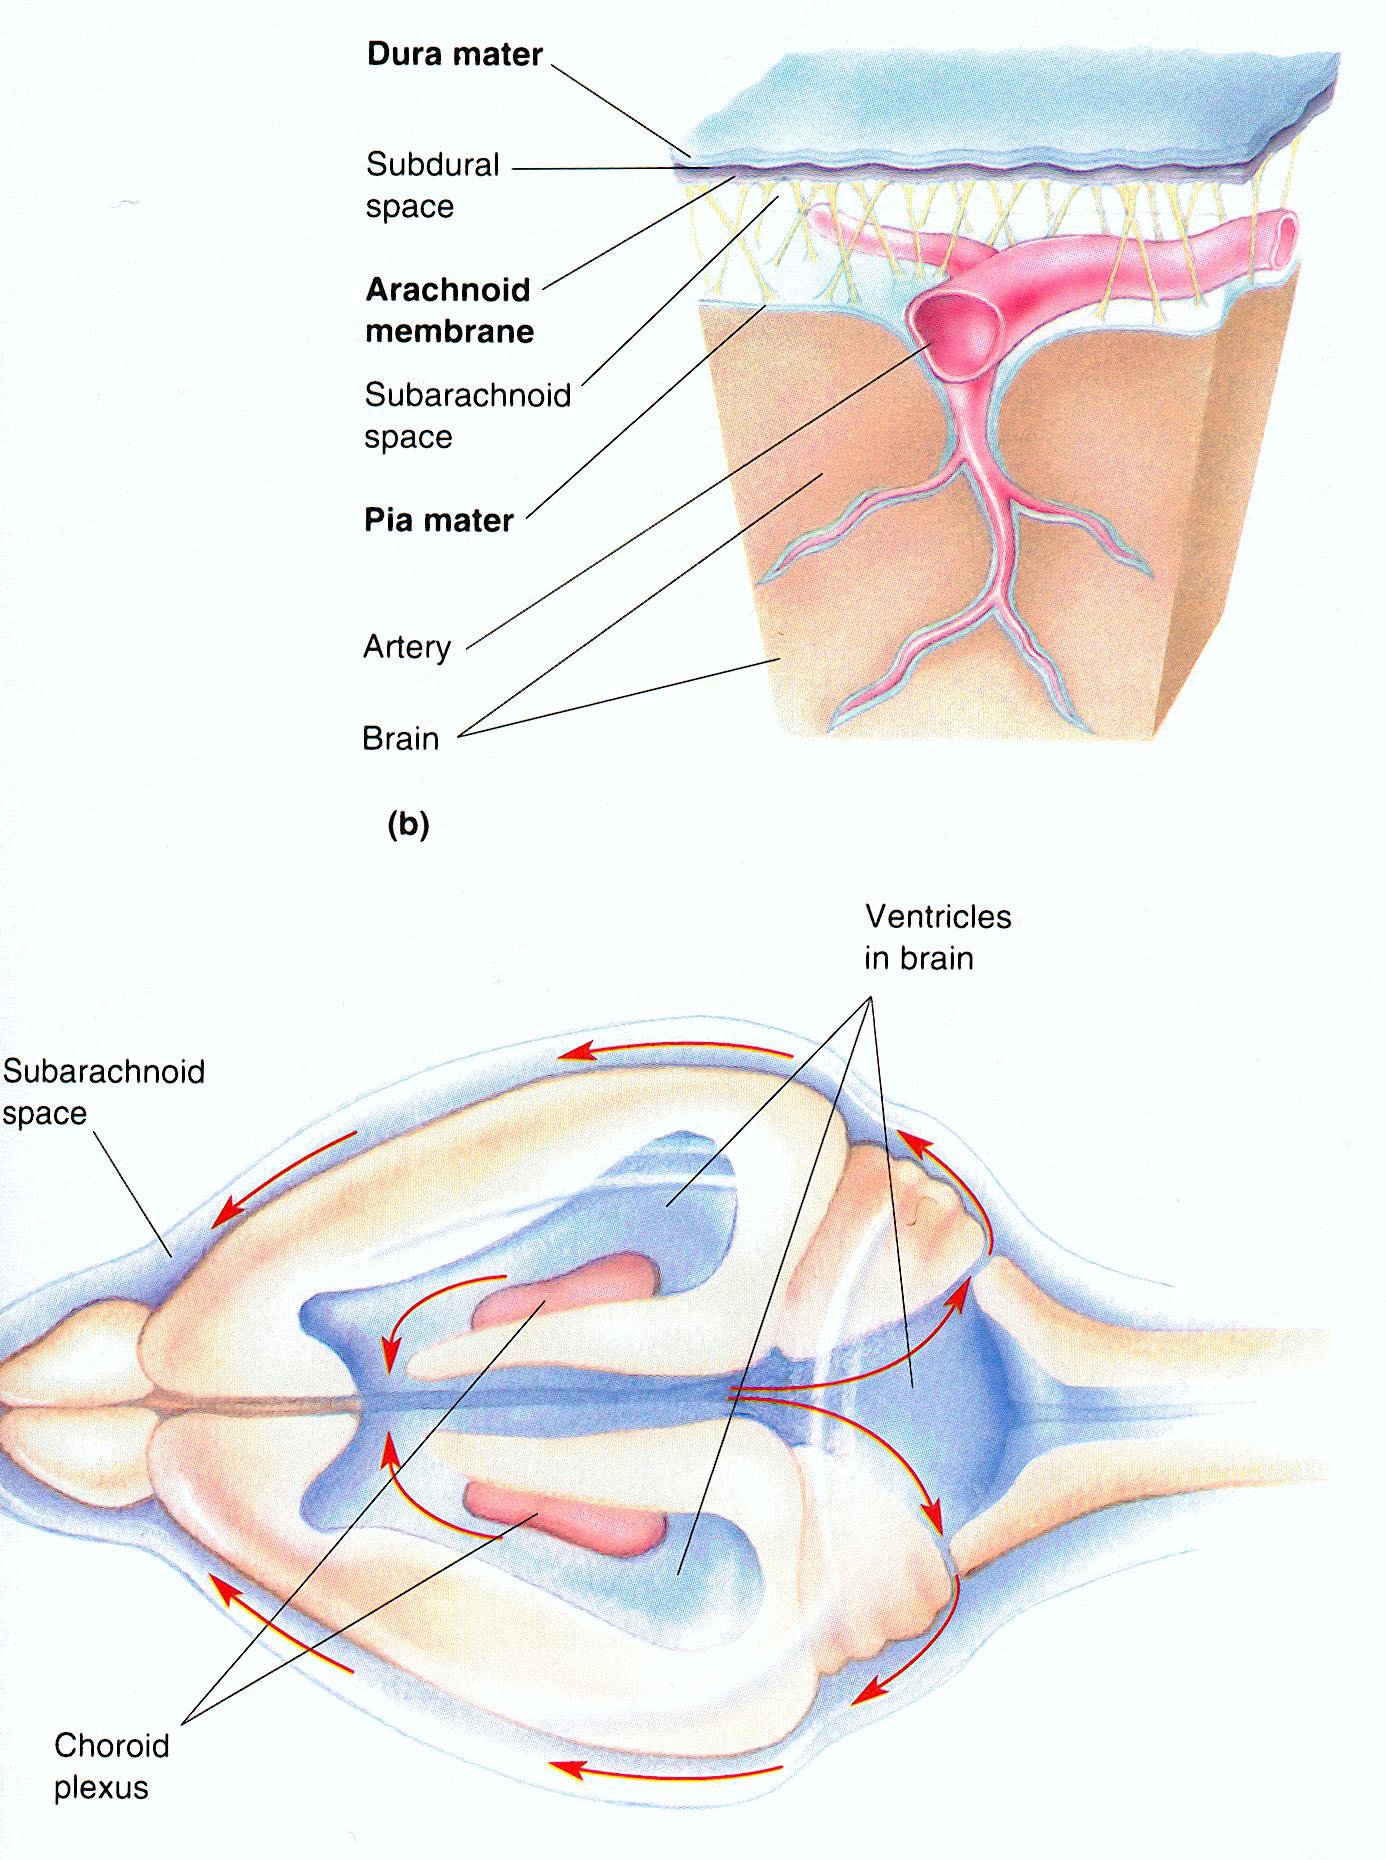 Dura mater
Subdural
space
Arachnoid
membrane
Subarachnoid
space
Pia mater
Artery
Brain
(b)
Ventricles
in brain
Subarachnoid
space
Choroid
plexus